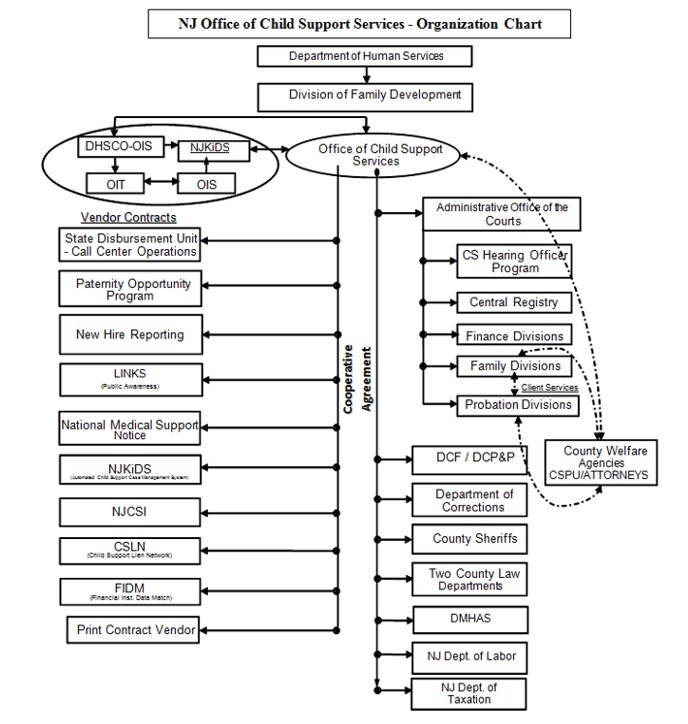 NJ Office of Child Support Services - Organization Chart
Department of Human Services
Division of Family Development
DHSCO-OIS
NJKiDS
OIT
OIS
Office of Child Support
Services
Vendor Contracts
State Disbursement Unit
- Call Center Operations
Paternity Opportunity
Program
New Hire Reporting
LINKS
(Public Awareness)
National Medical Support
Notice
NJKiDS
(Automated Child Support Case Management System)
NJCSI
CSLN
(Child Support Lien Network)
FIDM
(Financial Inst. Data Match)
Print Contract Vendor
Cooperative
Agreement
Administrative Office of the
Courts
CS Hearing Officer
Program
Central Registry
Finance Divisions
Family Divisions
Client Services
Probation Divisions
County Welfare
Agencies
CSPU/ATTORNEYS
DCF / DCP&P
Department of
Corrections
County Sheriffs
Two County Law
Departments
DMHAS
NJ Dept. of Labor
NJ Dept. of
Taxation